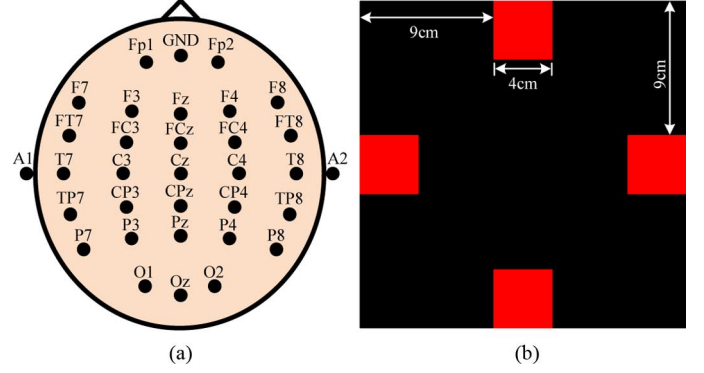 GND
Fp1 Fp2
F7 F3 Fz F4 F8
FT7 FC3 FCz FC4 FT8
A1 T7 C3 Cz C4 T8 A2
TP7 CP3 CPz CP4 TP8
P7 P3 Pz P4 P8
O1 Oz O2
(a)
9cm
4cm
9cm
(b)